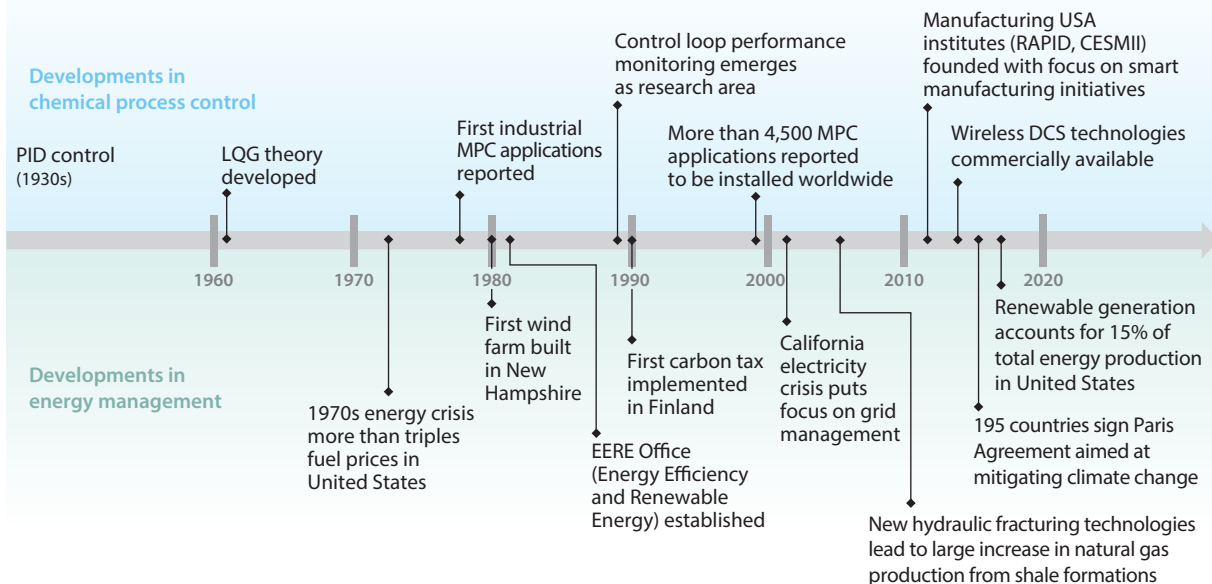 Developments in
chemical process control
PID control
(1930s)
LQG theory
developed
First industrial
MPC applications
reported
Control loop performance
monitoring emerges
as research area
More than 4,500 MPC
applications reported
to be installed worldwide
Manufacturing USA
institutes (RAPID, CESMII)
founded with focus on smart
manufacturing initiatives
Wireless DCS technologies
commercially available
1960
1970
1980
1990
2000
2010
2020
Developments in
energy management
1970s energy crisis
more than triples
fuel prices in
United States
First wind
farm built
in New
Hampshire
EERE Office
(Energy Efficiency
and Renewable
Energy) established
First carbon tax
implemented
in Finland
California
electricity
crisis puts
focus on grid
management
New hydraulic fracturing technologies
lead to large increase in natural gas
production from shale formations
195 countries sign Paris
Agreement aimed at
mitigating climate change
Renewable generation
accounts for 15% of
total energy production
in United States